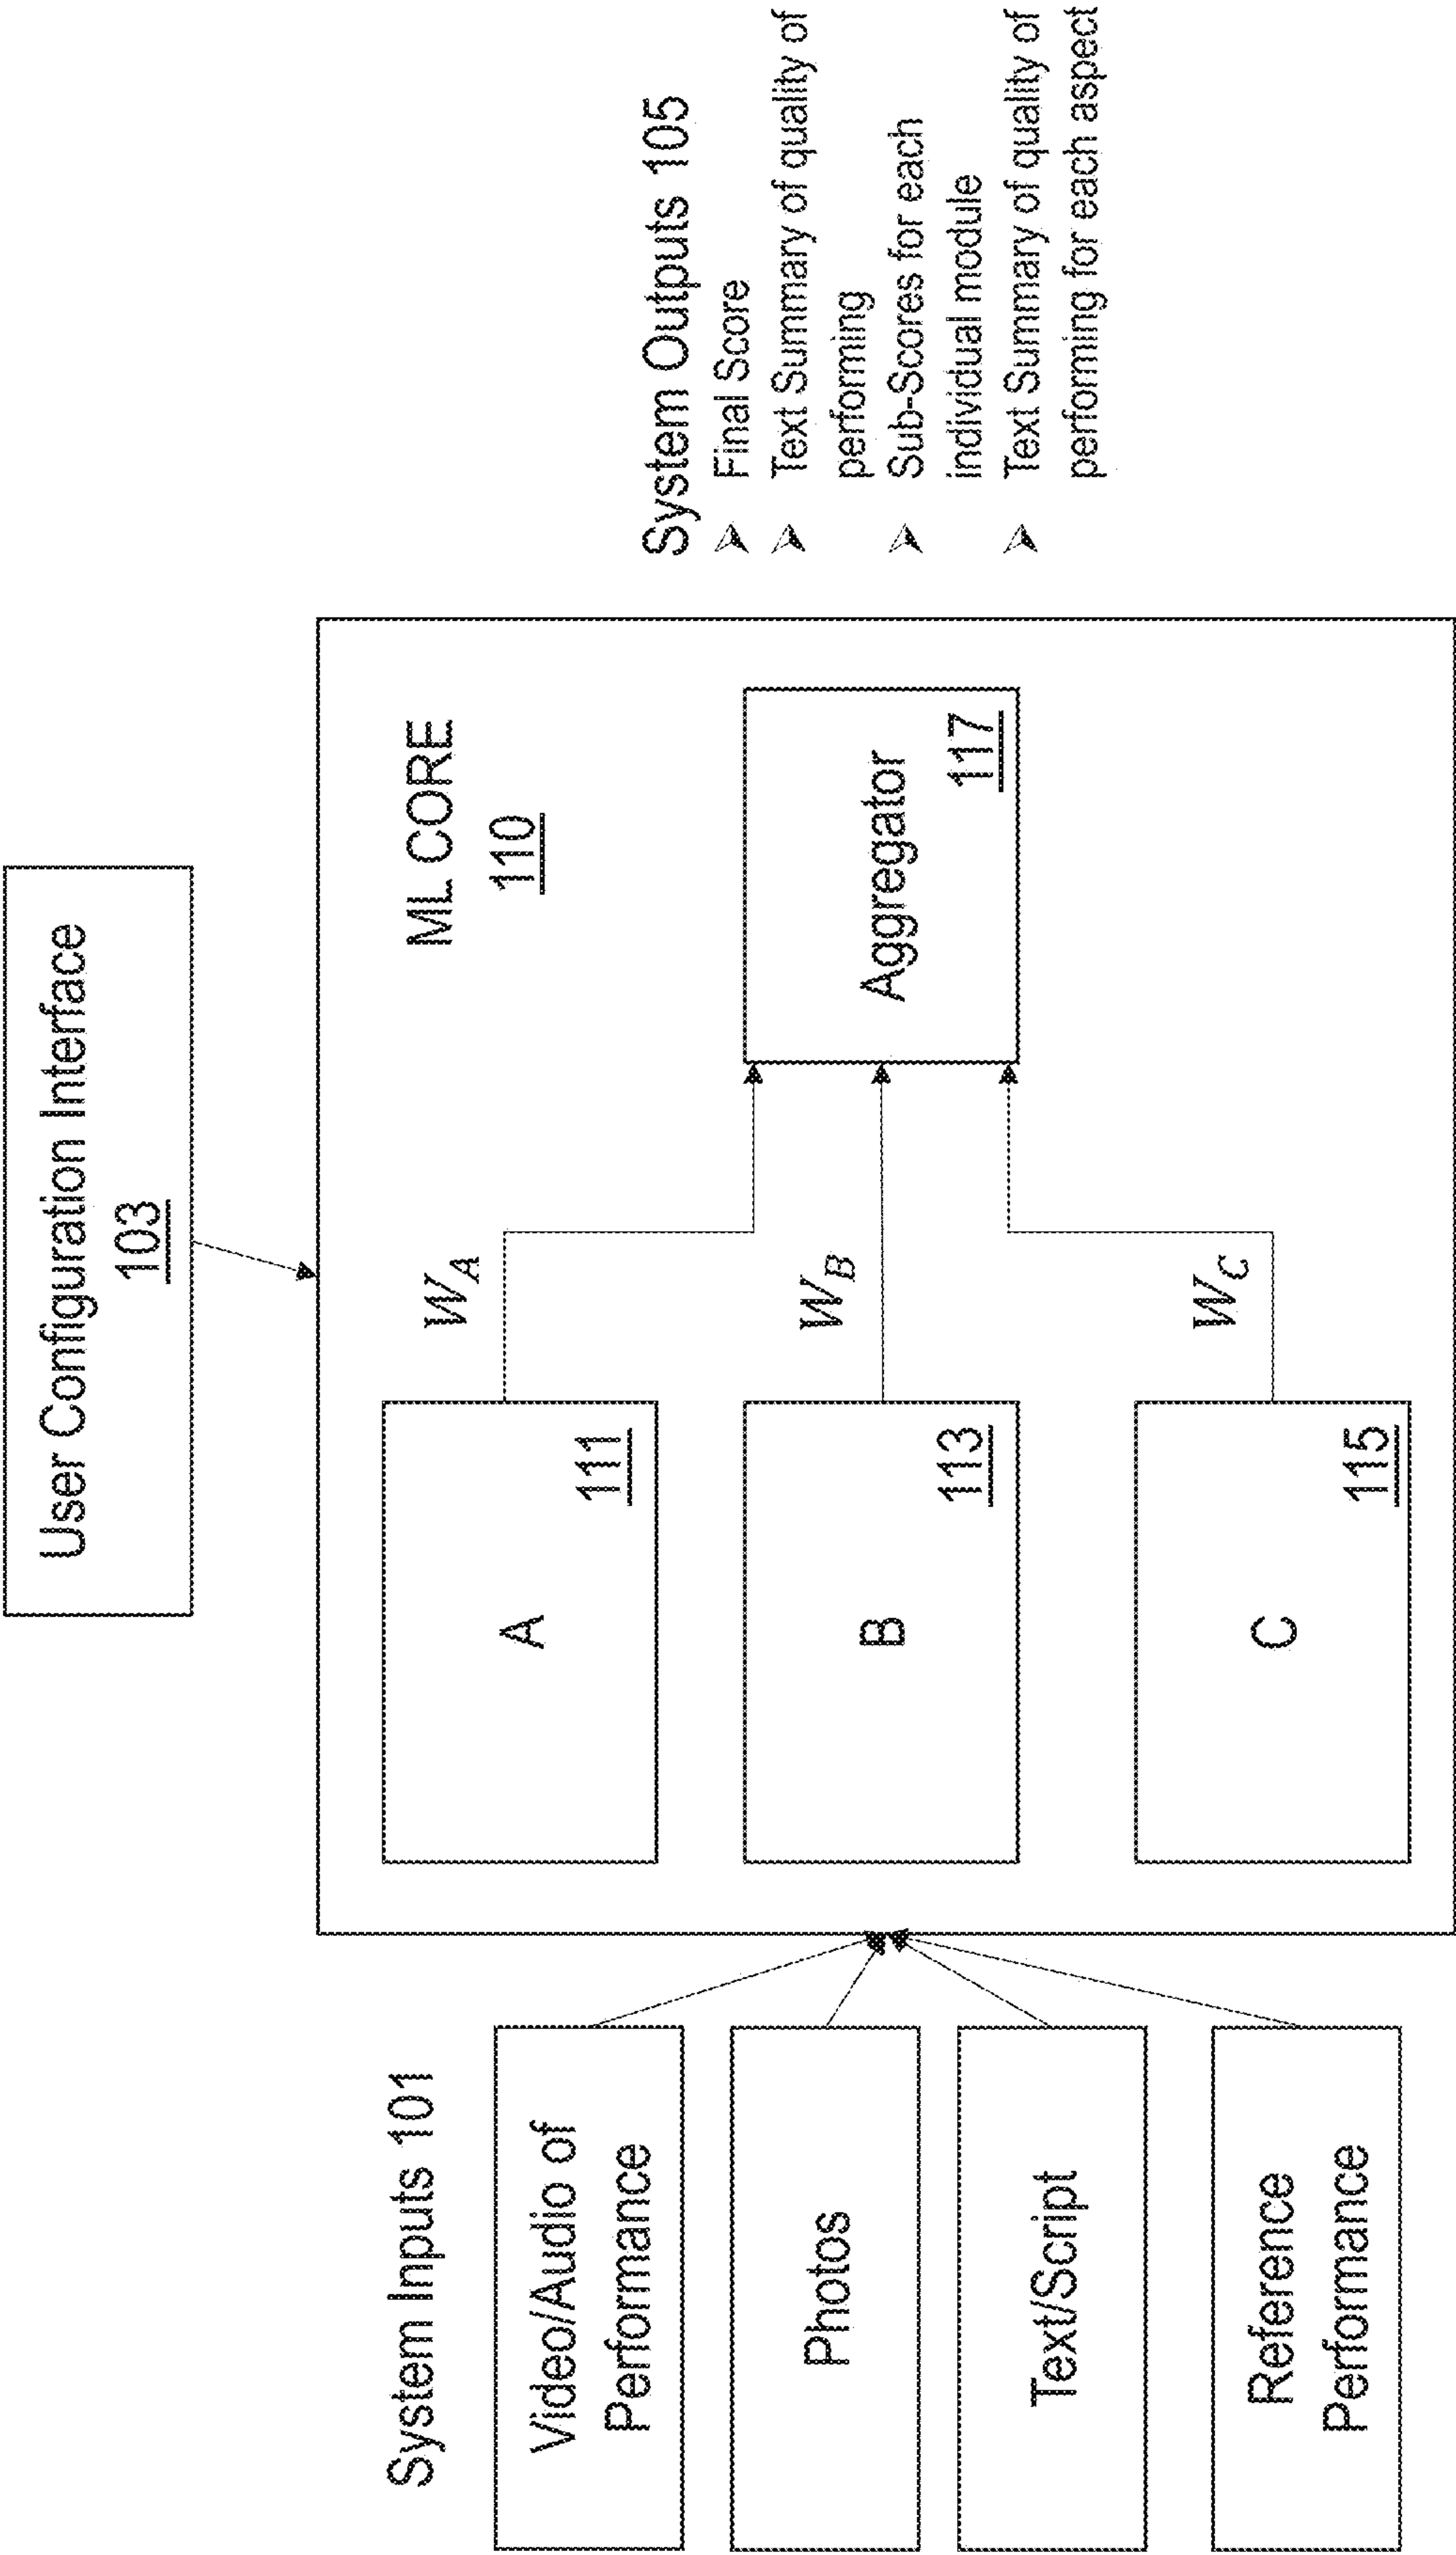 User Configuration Interface
103
System Inputs 101
Video/Audio of
Performance
Photos
Text/Script
Reference
Performance
ML CORE
110
A
111
B
113
C
115
W_A
W_B
W_C
Aggregator
117
System Outputs 105
➢ Final Score
➢ Text Summary of quality of
performing
➢ Sub-Scores for each
individual module
➢ Text Summary of quality of
performing for each aspect